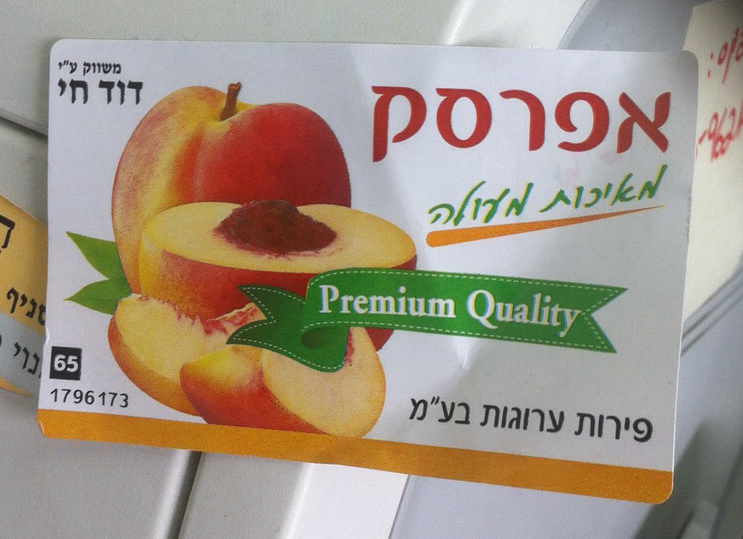 משווק ע"י
דוד חי
אפרסק
מאיכות מעולה
Premium Quality
65
1796173
פירות ערוגות בע"מ